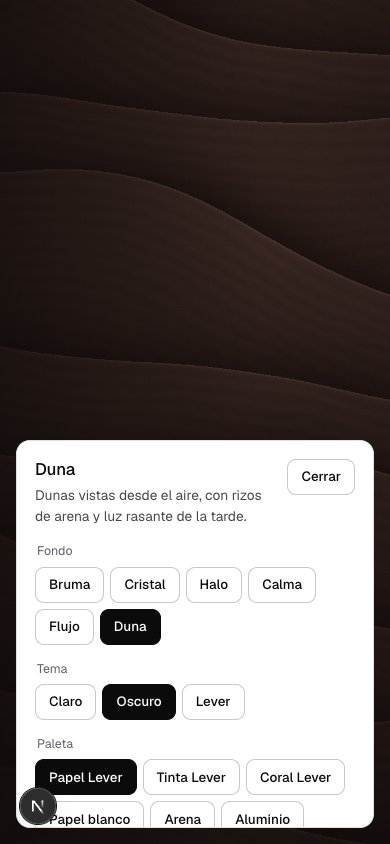 Duna
Cerrar
Dunas vistas desde el aire, con rizos
de arena y luz rasante de la tarde.
Fondo
Bruma Cristal Halo Calma
Flujo Duna
Tema
Claro Oscuro Lever
Paleta
Papel Lever Tinta Lever Coral Lever
N Papel blanco Arena Aluminio